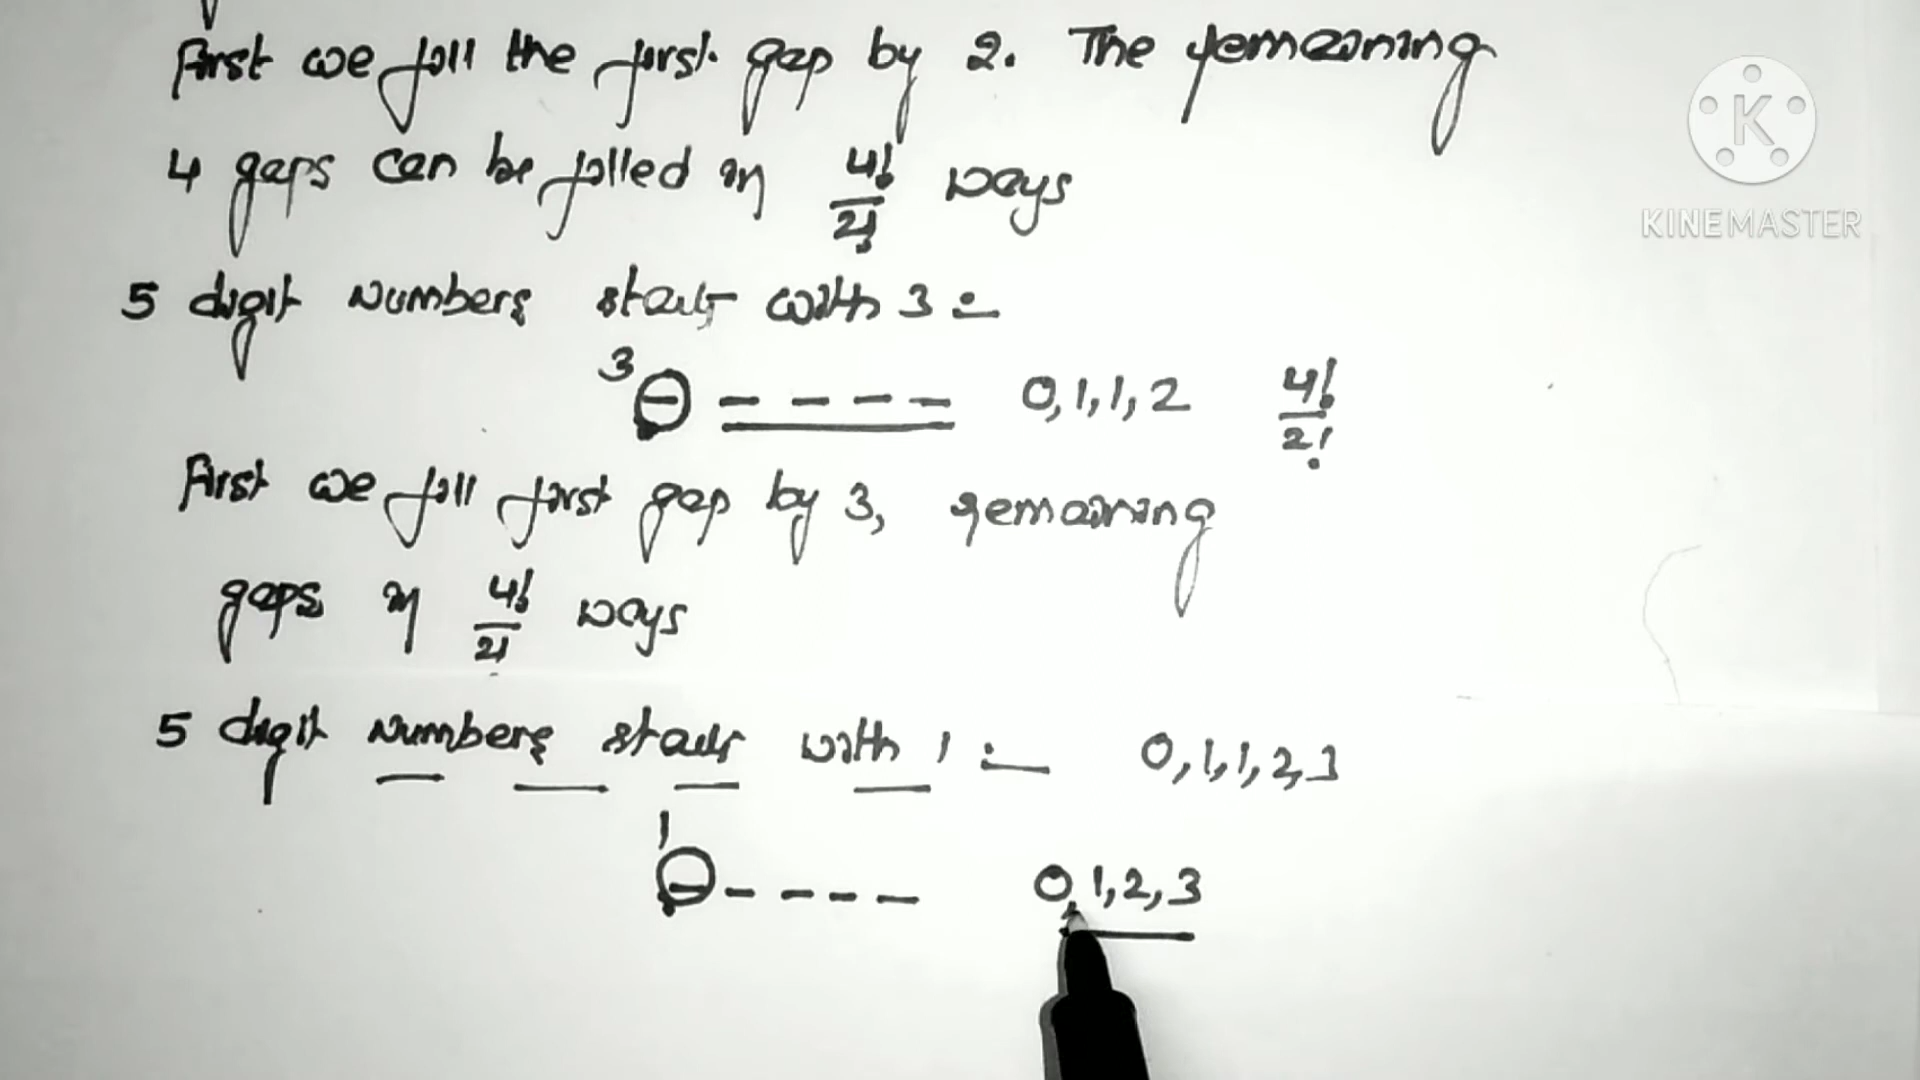 First we fill the first gap by 2. The remaining
4 gaps can be filled in 4!/2! ways
5 digit numbers start with 3 :-
3 _ _ _ _ _ 0,1,1,2 4!/2!
First we fill first gap by 3, remaining
gaps in 4!/2! ways
5 digit numbers start with 1 :- 0,1,1,2,3
1 _ _ _ _ _ 0,1,2,3
K
KINEMASTER